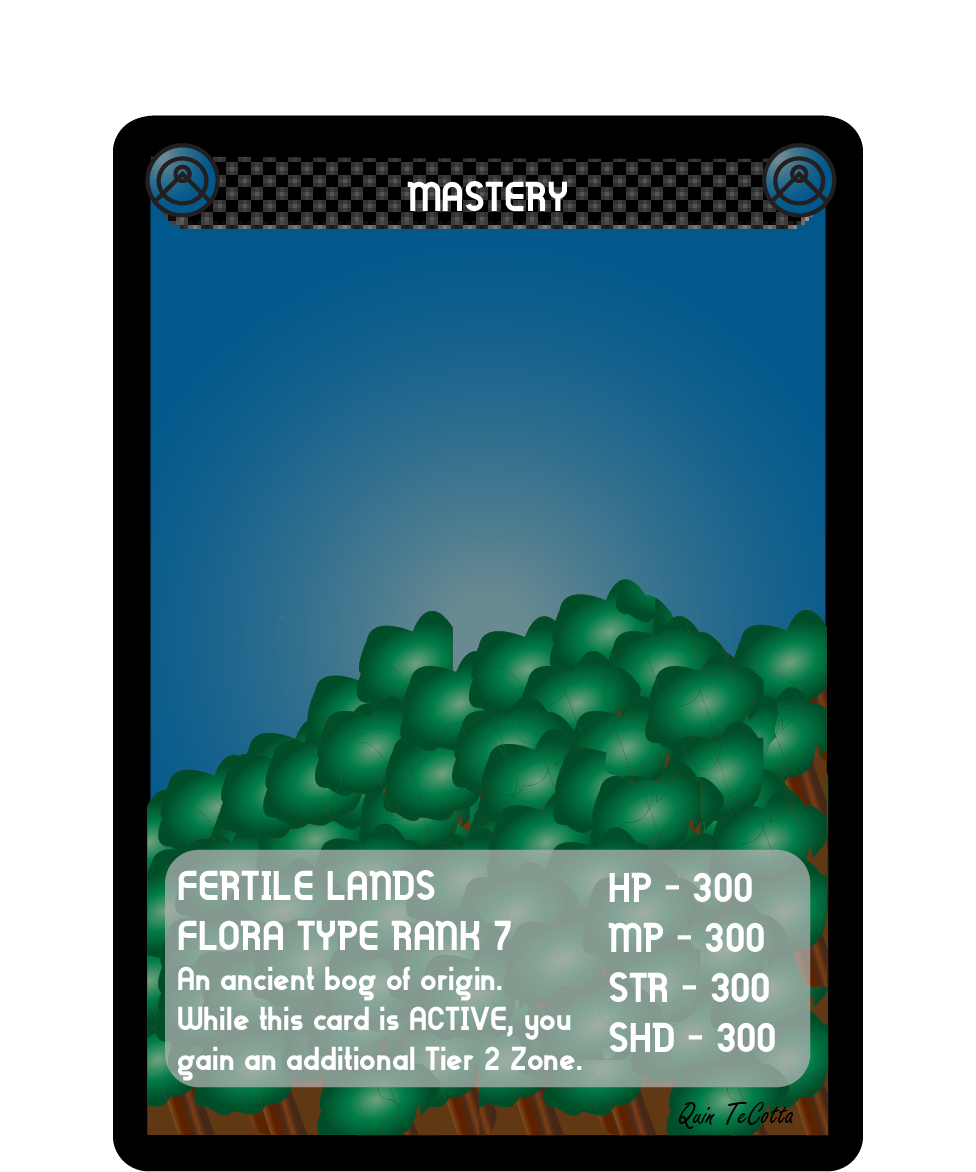 MASTERY
FERTILE LANDS
FLORA TYPE RANK 7
An ancient bog of origin.
While this card is ACTIVE, you
gain an additional Tier 2 Zone.
HP - 300
MP - 300
STR - 300
SHD - 300
Quin TeCotta